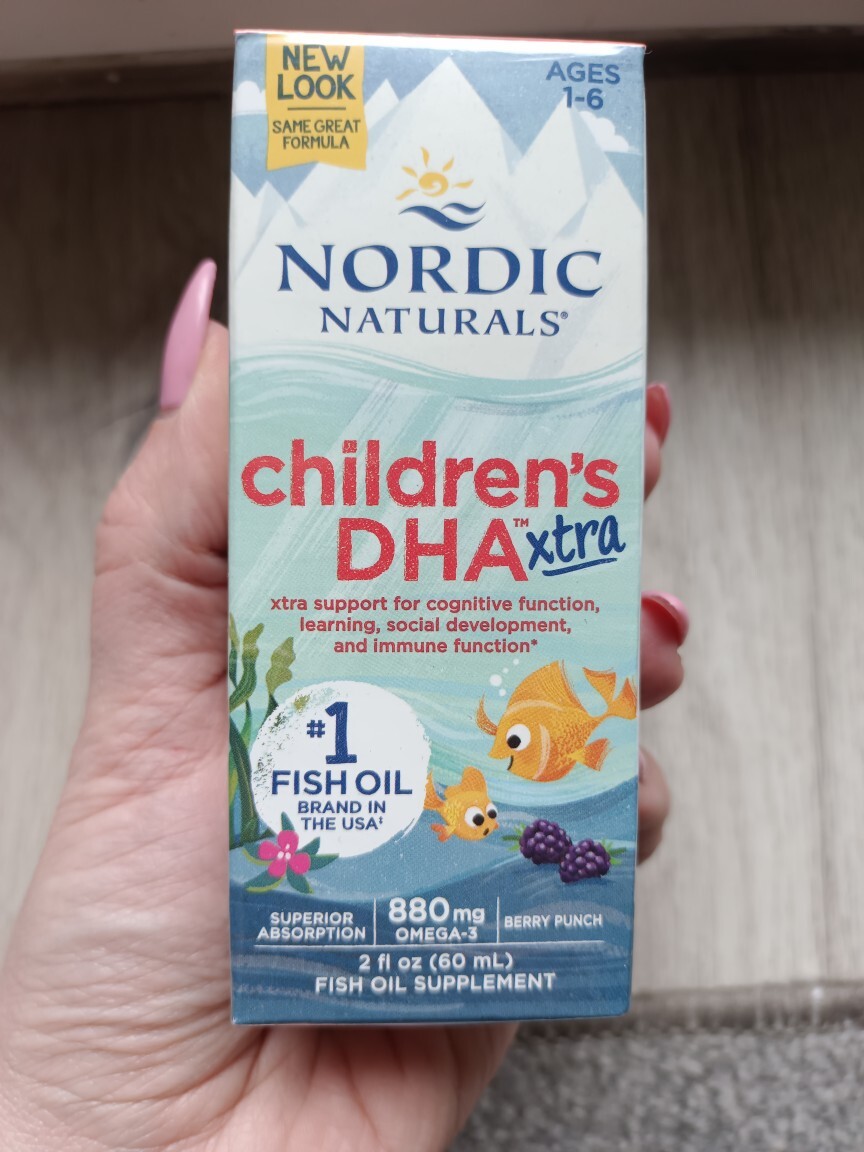 NEW
LOOK
SAME GREAT
FORMULA
AGES
1-6
NORDIC
NATURALS®
children's
DHA™ xtra
xtra support for cognitive function,
learning, social development,
and immune function*
#1
FISH OIL
BRAND IN
THE USA‡
SUPERIOR
ABSORPTION
880mg
OMEGA-3
BERRY PUNCH
2 fl oz (60 mL)
FISH OIL SUPPLEMENT